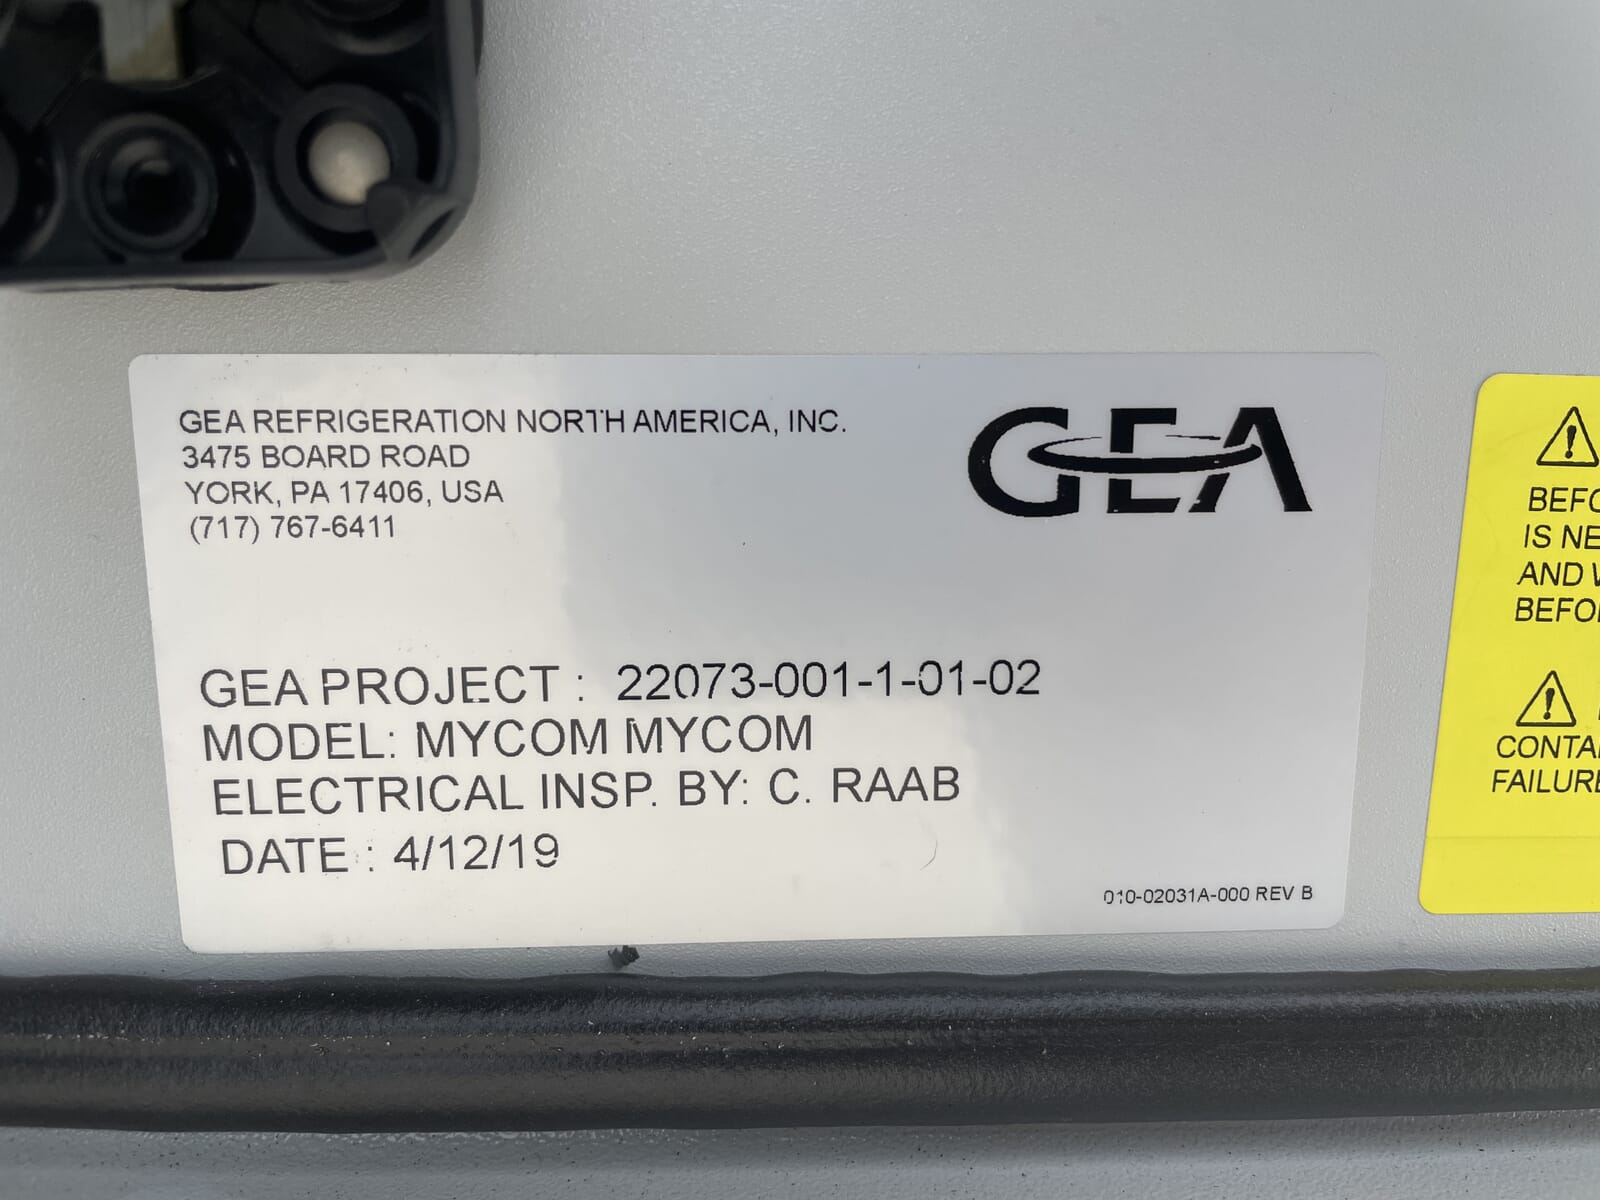 GEA REFRIGERATION NORTH AMERICA, INC.
3475 BOARD ROAD
YORK, PA 17406, USA
(717) 767-6411
GEA
GEA PROJECT : 22073-001-1-01-02
MODEL: MYCOM MYCOM
ELECTRICAL INSP. BY: C. RAAB
DATE : 4/12/19
010-02031A-000 REV B
IS
AND